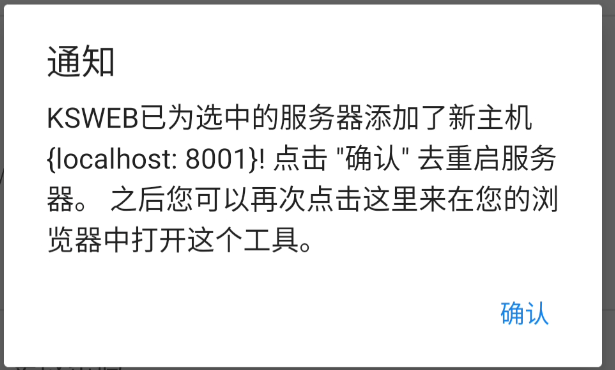 通知
KSWEB已为选中的服务器添加了新主机
{localhost: 8001}! 点击 "确认" 去重启服务
器。 之后您可以再次点击这里来在您的浏
览器中打开这个工具。
确认